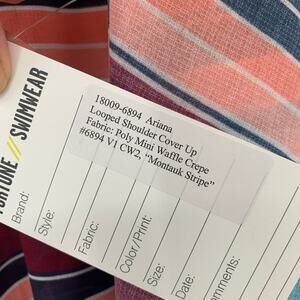 FORTUNE // SWIMWEAR
18009-6894 Ariana
Looped Shoulder Cover Up
Fabric: Poly Mini Waffle Crepe
#6894 V1 CW2, "Montauk Stripe"
Brand:
Style:
Fabric:
Color/Print:
Size:
Date: